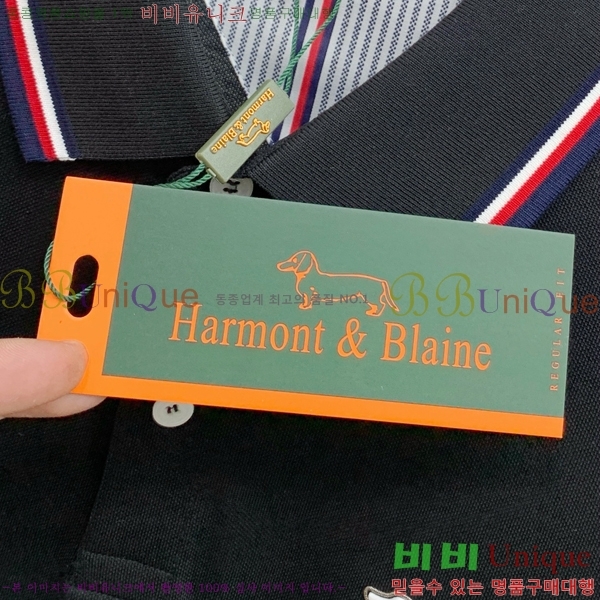 비비유니크
Harmont & Blaine
BBUniQue
동종업계 최고의 품질 NO.1
BBUniQue
Harmont & Blaine
REGULAR FIT
비비 Unique
믿을수 있는 명품구매대행